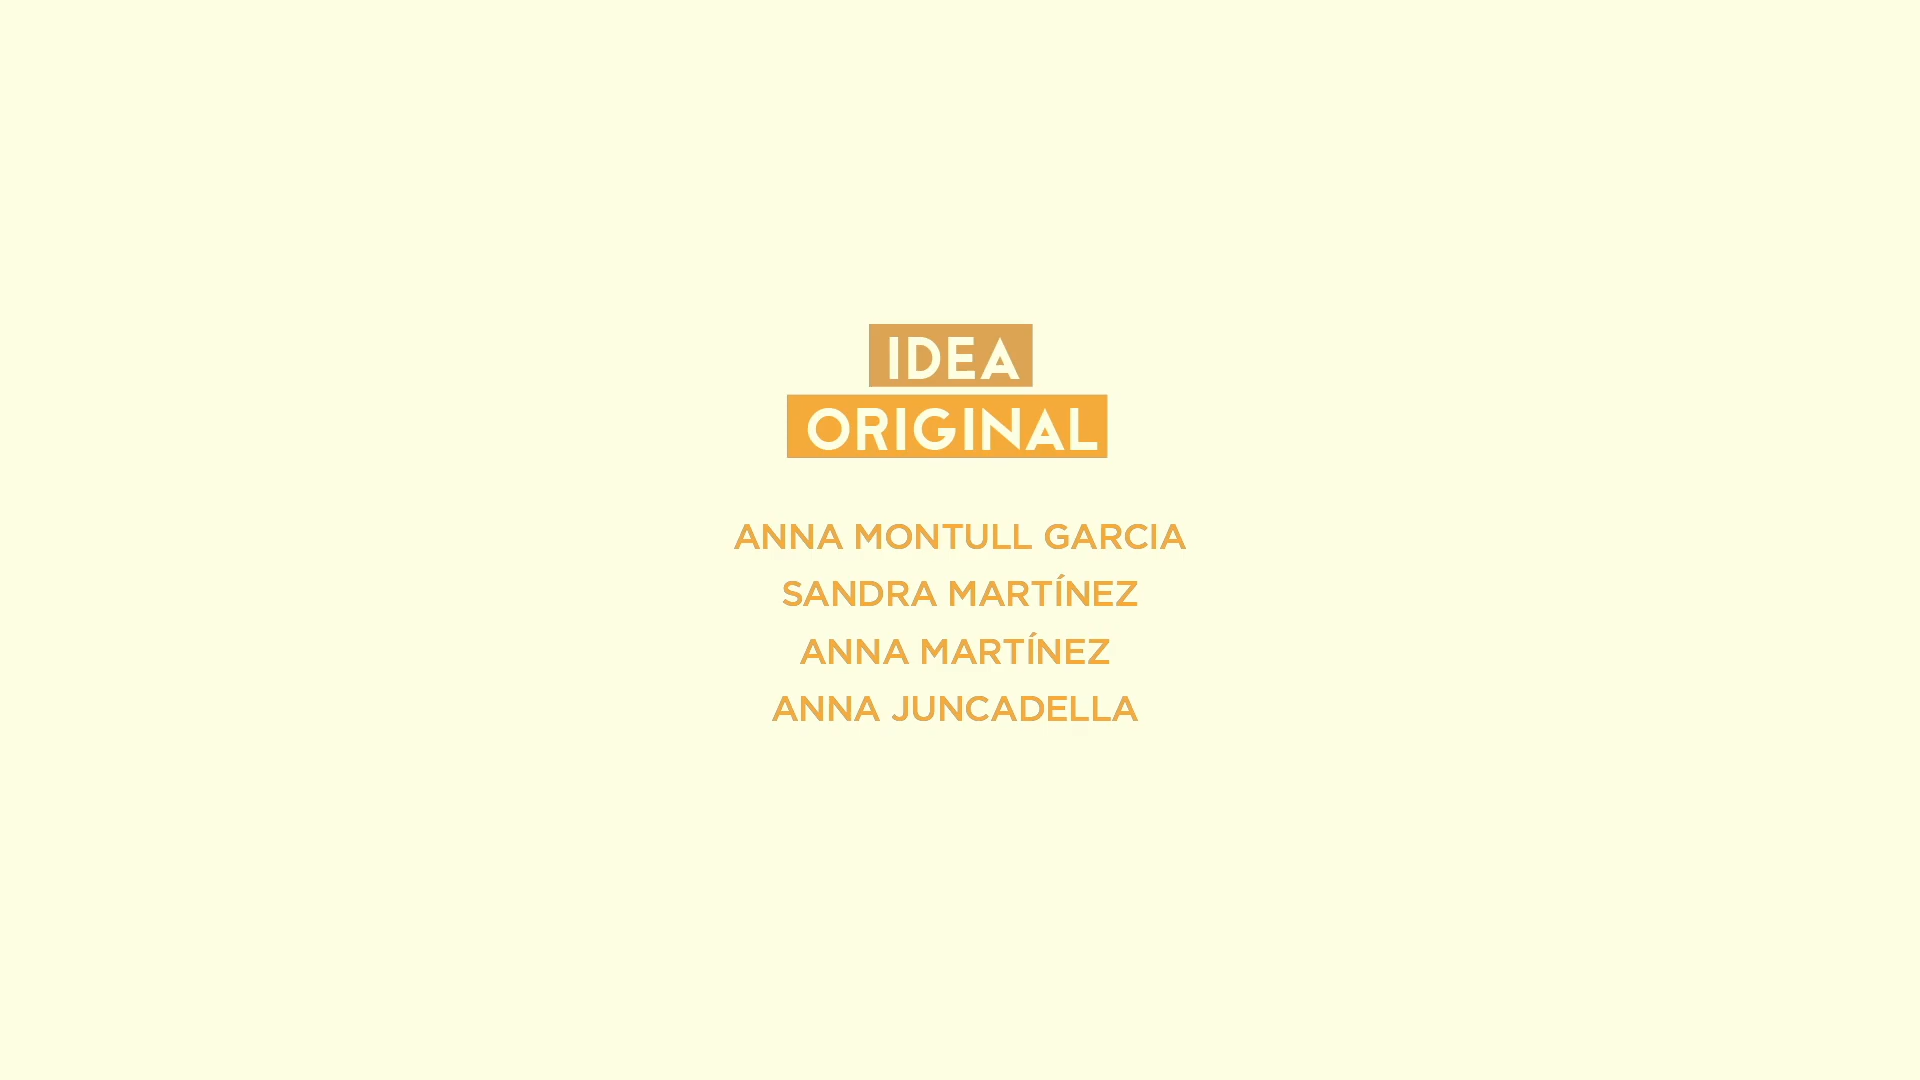 IDEA
ORIGINAL
ANNA MONTULL GARCIA
SANDRA MARTÍNEZ
ANNA MARTÍNEZ
ANNA JUNCADELLA